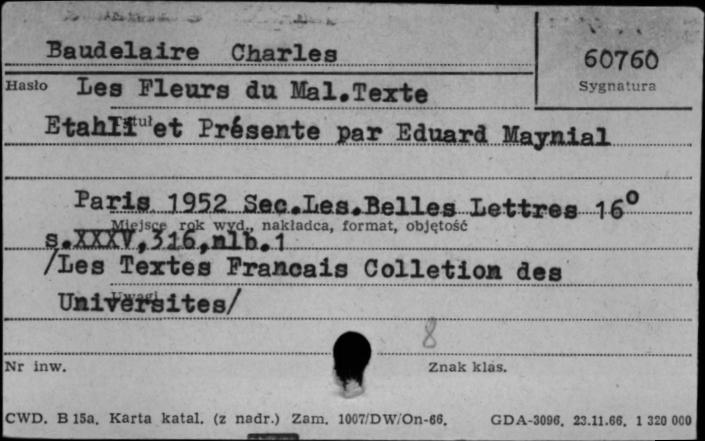 Baudelaire Charles
60760
Sygnatura
Hasło Les Fleurs du Mal.Texte
Etahli et Présente par Eduard Maynial
Tytuł
Paris 1952 Sec.Les.Belles Lettres 16°
Miejsce rok wyd., nakładca, format, objętość
s.XXXV,316,nlb.1
/Les Textes Francais Colletion des
Universites/
Uwagi
8
Nr inw. Znak klas.
CWD. B 15a. Karta katal. (z nadr.) Zam. 1007/DW/On-66. GDA-3096. 23.11.66. 1 320 000